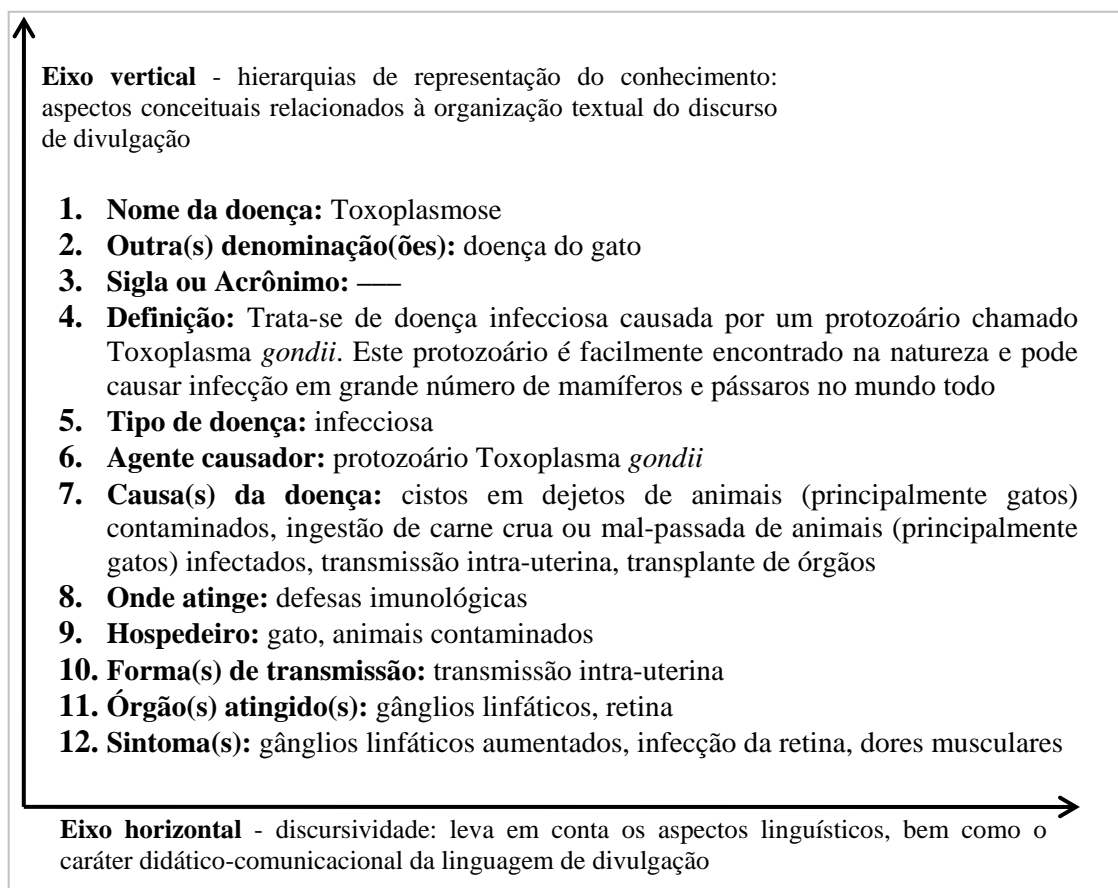 Eixo vertical - hierarquias de representação do conhecimento:
aspectos conceituais relacionados à organização textual do discurso
de divulgação
1. Nome da doença: Toxoplasmose
2. Outra(s) denominação(ões): doença do gato
3. Sigla ou Acrônimo: –––
4. Definição: Trata-se de doença infecciosa causada por um protozoário chamado
Toxoplasma gondii. Este protozoário é facilmente encontrado na natureza e pode
causar infecção em grande número de mamíferos e pássaros no mundo todo
5. Tipo de doença: infecciosa
6. Agente causador: protozoário Toxoplasma gondii
7. Causa(s) da doença: cistos em dejetos de animais (principalmente gatos)
contaminados, ingestão de carne crua ou mal-passada de animais (principalmente
gatos) infectados, transmissão intra-uterina, transplante de órgãos
8. Onde atinge: defesas imunológicas
9. Hospedeiro: gato, animais contaminados
10. Forma(s) de transmissão: transmissão intra-uterina
11. Órgão(s) atingido(s): gânglios linfáticos, retina
12. Sintoma(s): gânglios linfáticos aumentados, infecção da retina, dores musculares
Eixo horizontal - discursividade: leva em conta os aspectos linguísticos, bem como o
caráter didático-comunicacional da linguagem de divulgação